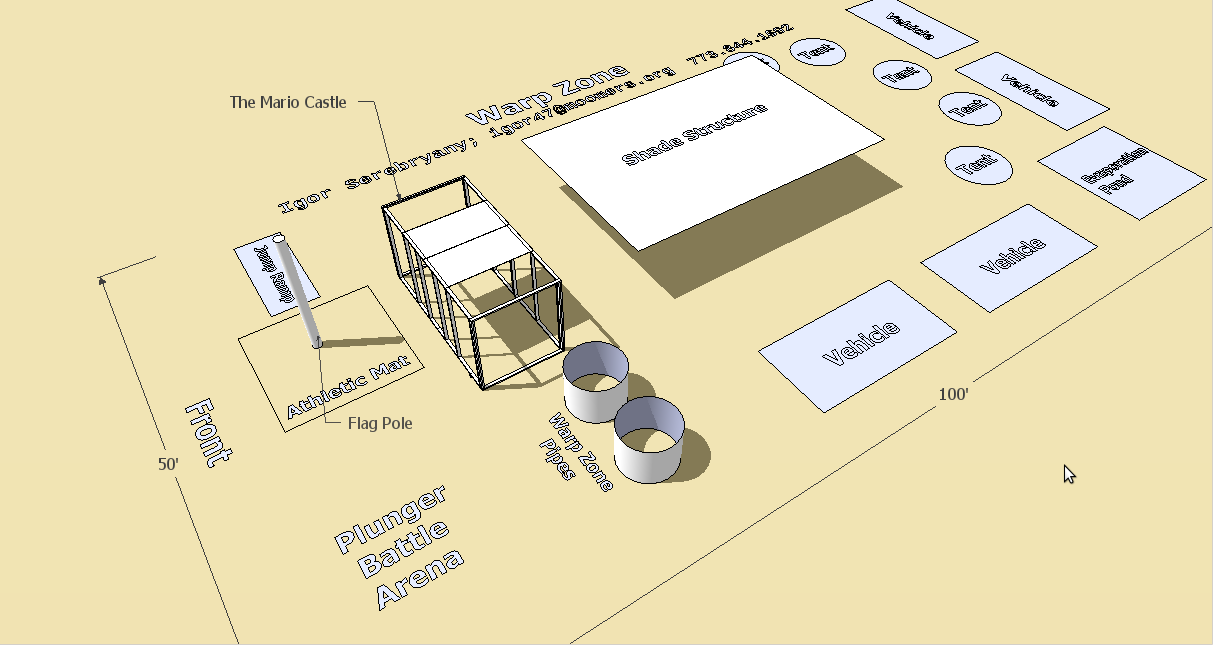 Warp Zone
Igor Serebryany; igor47@moomers.org 773.844.1692
The Mario Castle
Shade Structure
Tent
Tent
Tent
Tent
Vehicle
Vehicle
Evaporation
Pond
Vehicle
Vehicle
Athletic Mat
Flag Pole
Front
50'
100'
Warp Zone
Pipes
Plunger
Battle
Arena